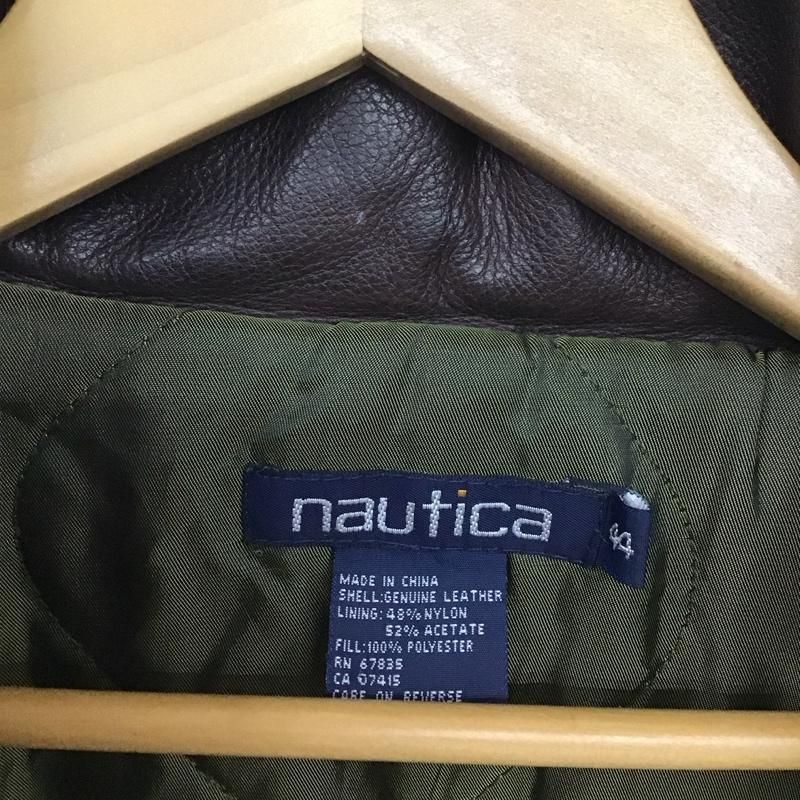 nautica
44
MADE IN CHINA
SHELL:GENUINE LEATHER
LINING: 48% NYLON
52% ACETATE
FILL:100% POLYESTER
RN 67835
CA 07415
CARE ON REVERSE